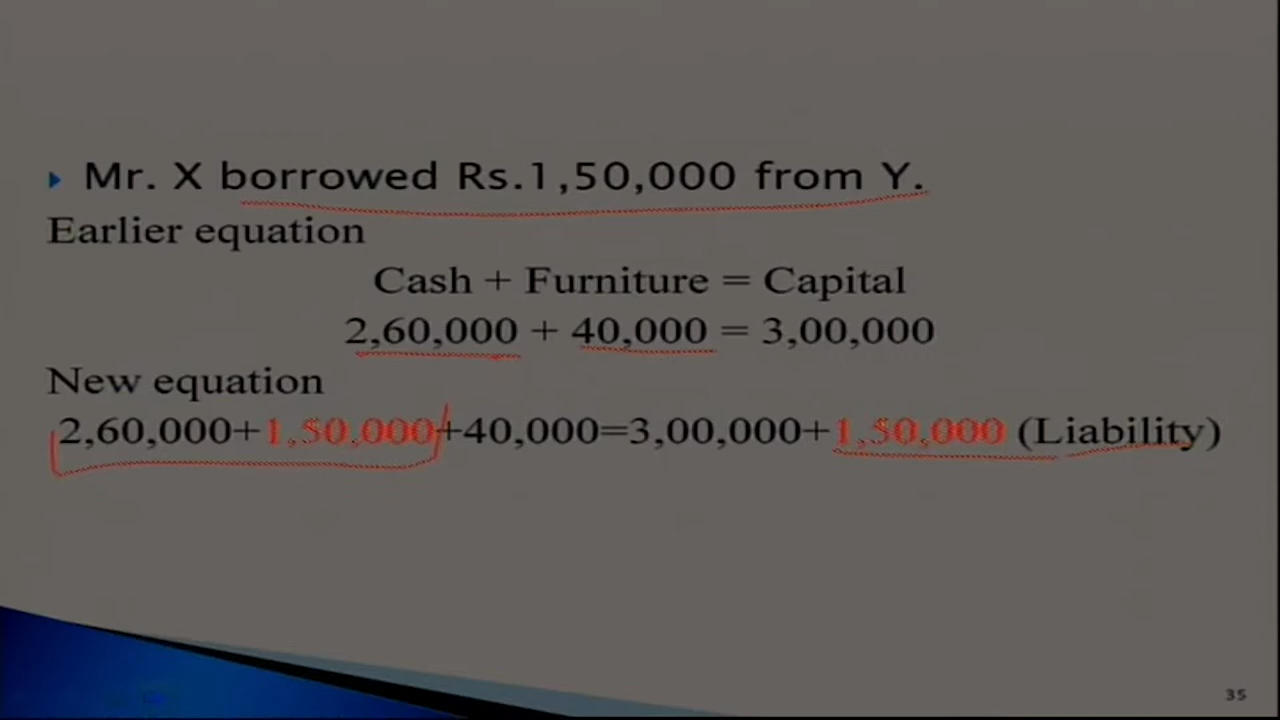 Mr. X borrowed Rs.1,50,000 from Y.
Earlier equation
Cash + Furniture = Capital
2,60,000 + 40,000 = 3,00,000
New equation
2,60,000+1,50,000+40,000=3,00,000+1,50,000 (Liability)
35